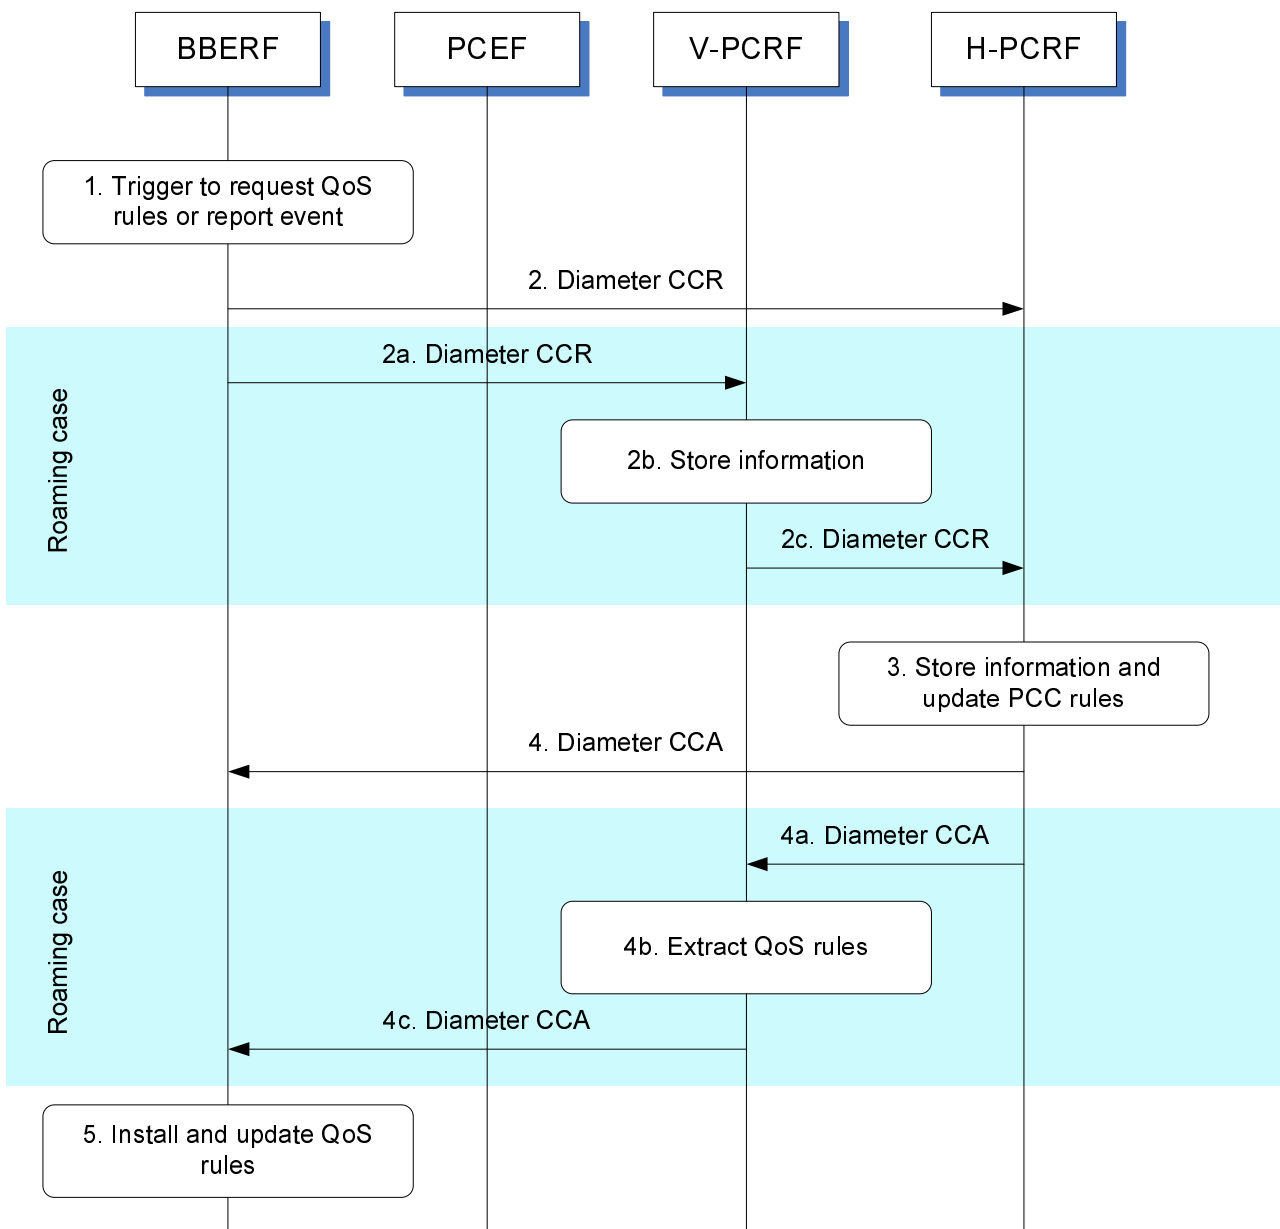 BBERF
PCEF
V-PCRF
H-PCRF
1. Trigger to request QoS
rules or report event
2. Diameter CCR
2a. Diameter CCR
Roaming case
2b. Store information
2c. Diameter CCR
3. Store information and
update PCC rules
4. Diameter CCA
4a. Diameter CCA
Roaming case
4b. Extract QoS rules
4c. Diameter CCA
5. Install and update QoS
rules